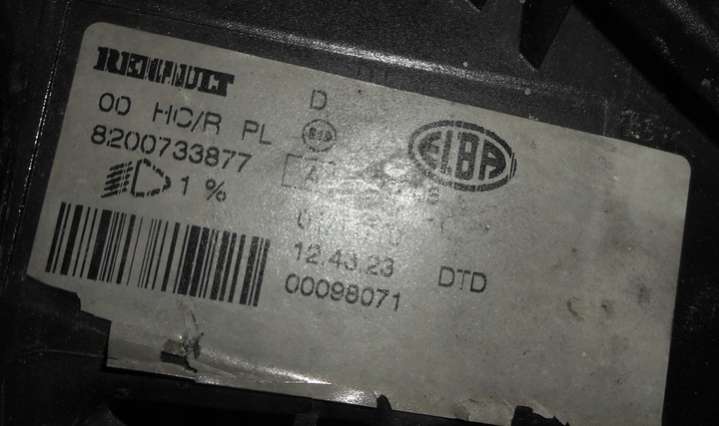 RENAULT
00 HC/R PL
8200733877
1 %
D
A
ELBA
12.43.23 DTD
00098071